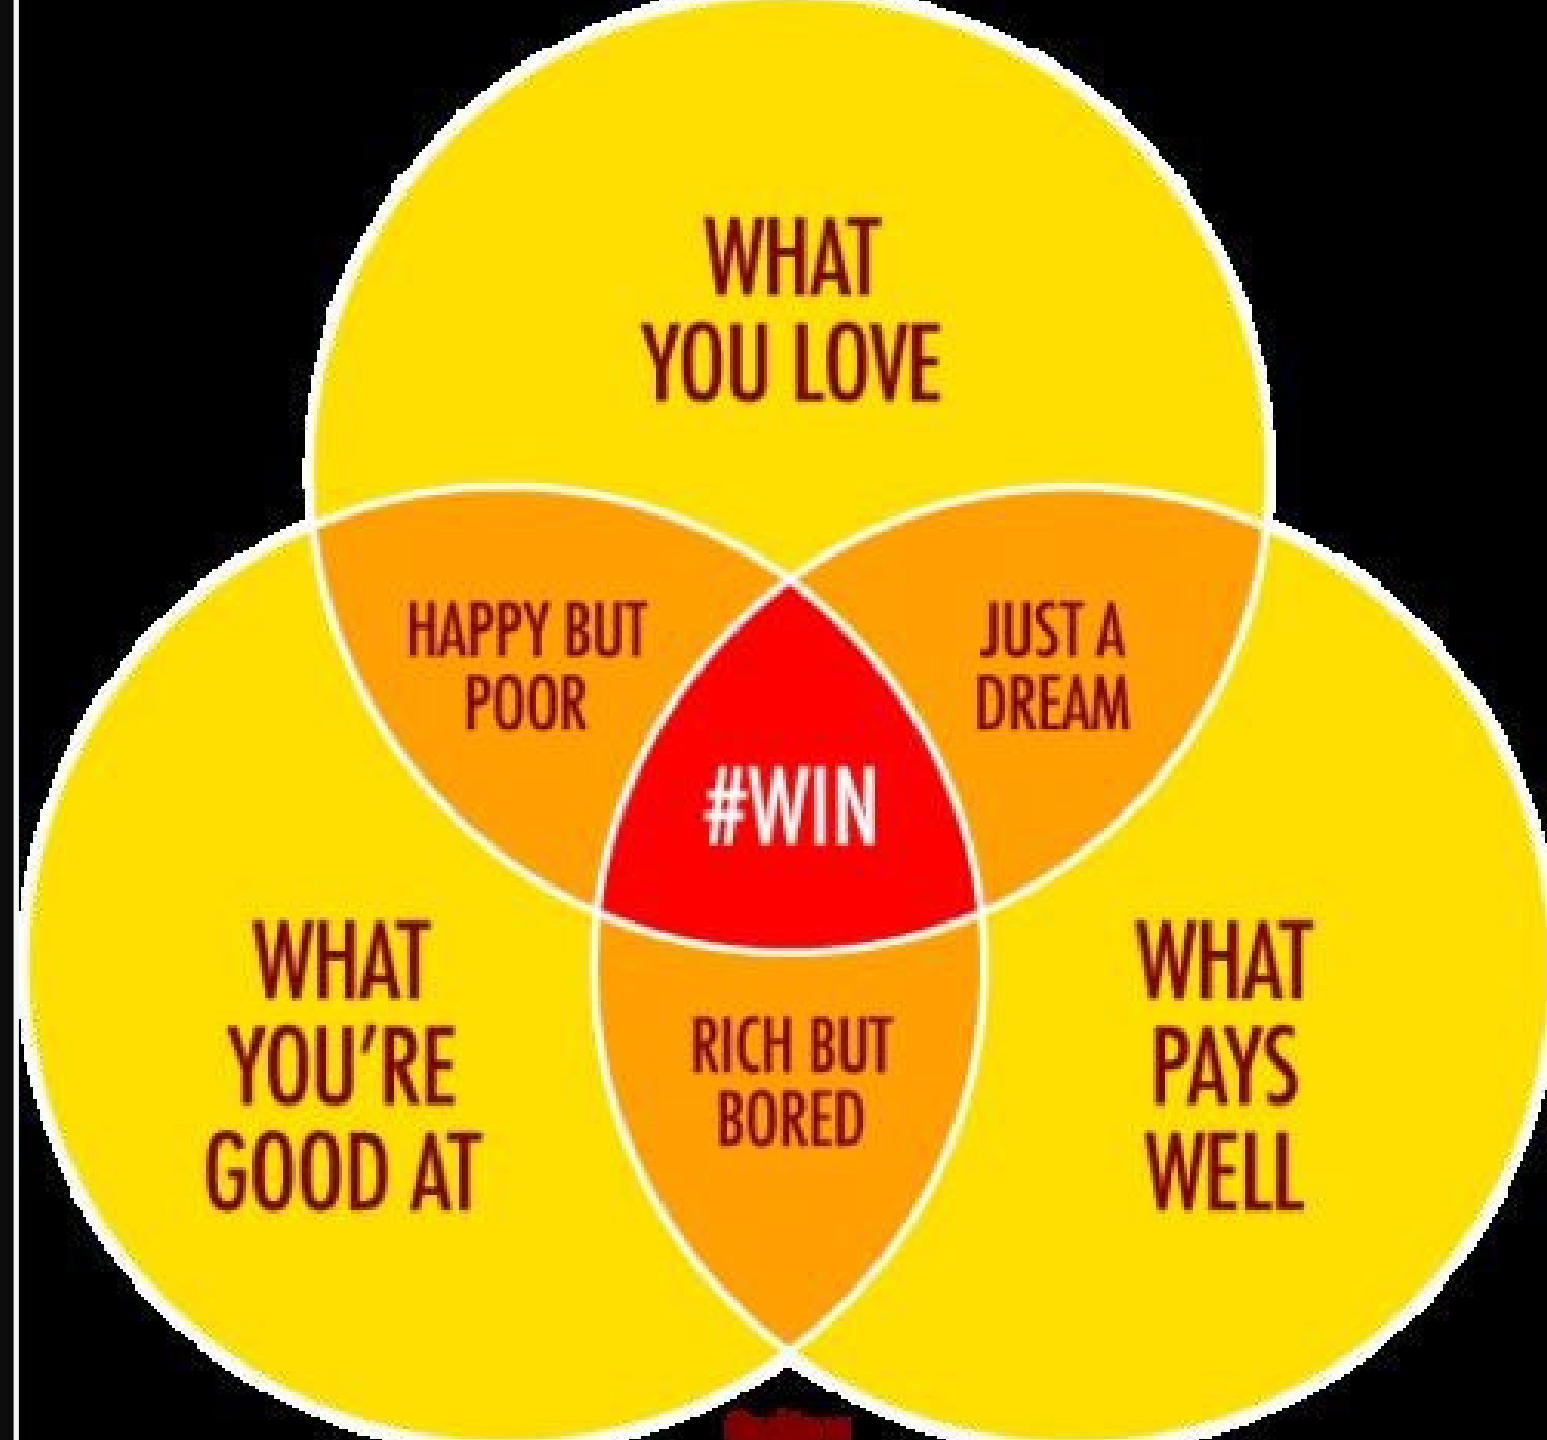 WHAT
YOU LOVE
HAPPY BUT
POOR
JUST A
DREAM
#WIN
WHAT
YOU'RE
GOOD AT
RICH BUT
BORED
WHAT
PAYS
WELL